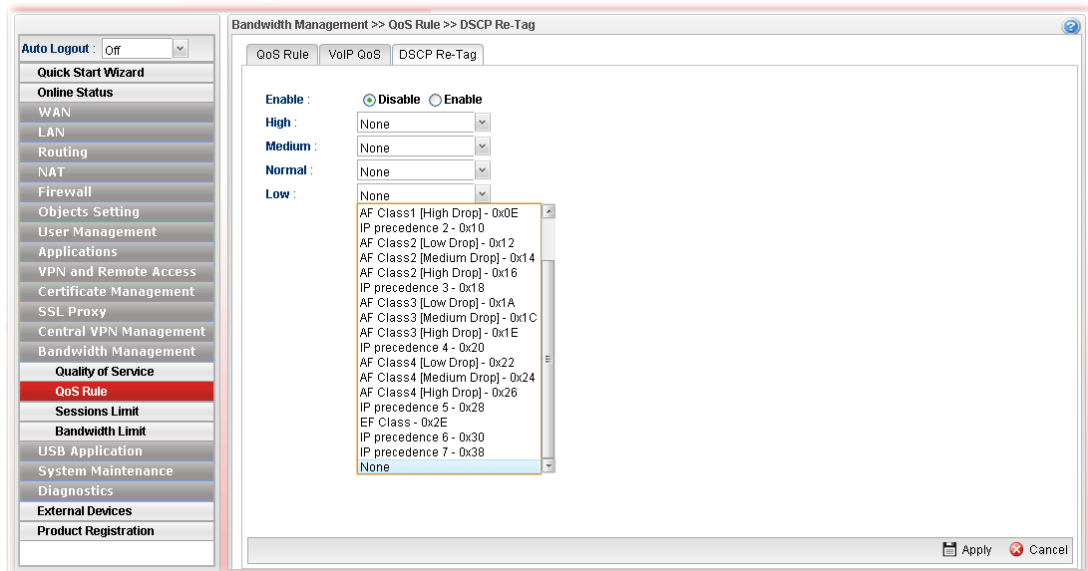 Bandwidth Management >> QoS Rule >> DSCP Re-Tag
Auto Logout : Off
Quick Start Wizard
Online Status
WAN
LAN
Routing
NAT
Firewall
Objects Setting
User Management
Applications
VPN and Remote Access
Certificate Management
SSL Proxy
Central VPN Management
Bandwidth Management
Quality of Service
QoS Rule
Sessions Limit
Bandwidth Limit
USB Application
System Maintenance
Diagnostics
External Devices
Product Registration
QoS Rule VoIP QoS DSCP Re-Tag
Enable : Disable Enable
High : None
Medium : None
Normal : None
Low : None
AF Class1 [High Drop] - 0x0E
IP precedence 2 - 0x10
AF Class2 [Low Drop] - 0x12
AF Class2 [Medium Drop] - 0x14
AF Class2 [High Drop] - 0x16
IP precedence 3 - 0x18
AF Class3 [Low Drop] - 0x1A
AF Class3 [Medium Drop] - 0x1C
AF Class3 [High Drop] - 0x1E
IP precedence 4 - 0x20
AF Class4 [Low Drop] - 0x22
AF Class4 [Medium Drop] - 0x24
AF Class4 [High Drop] - 0x26
IP precedence 5 - 0x28
EF Class - 0x2E
IP precedence 6 - 0x30
IP precedence 7 - 0x38
None
Apply Cancel